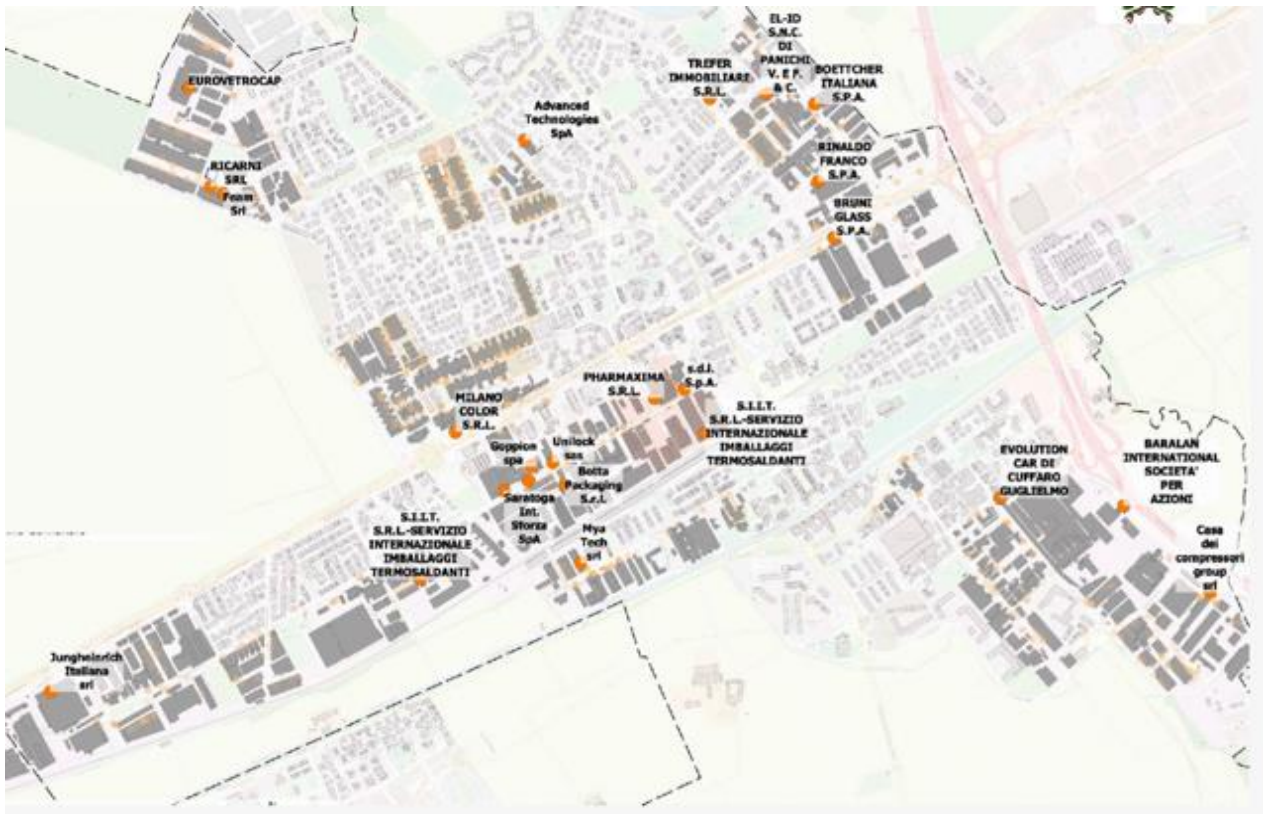 EL-ID
S.N.C.
DI
PANICHI
V. E F.
& C.
TREFER
IMMOBILIARE
S.R.L.
BOETTCHER
ITALIANA
S.P.A.
EUROVETROCAP
Advanced
Technologies
SpA
RINALDO
FRANCO
S.P.A.
RICARNI
SRL
Team
Srl
BRUNI
GLASS
S.P.A.
PHARMAXIMA
S.R.L.
s.d.i.
S.p.A.
MILANO
COLOR
S.R.L.
S.I.I.T.
S.R.L.-SERVIZIO
INTERNAZIONALE
IMBALLAGGI
TERMOSALDANTI
Goppion
spa
Unilock
sas
Botta
Packaging
S.r.l.
Saratoga
Int.
Sforza
SpA
EVOLUTION
CAR DI
CUFFARO
GUGLIELMO
BARALAN
INTERNATIONAL
SOCIETA'
PER
AZIONI
S.I.I.T.
S.R.L.-SERVIZIO
INTERNAZIONALE
IMBALLAGGI
TERMOSALDANTI
Mya
Tech
srl
Casa
dei
compressori
group
srl
Jungheinrich
Italiana
srl